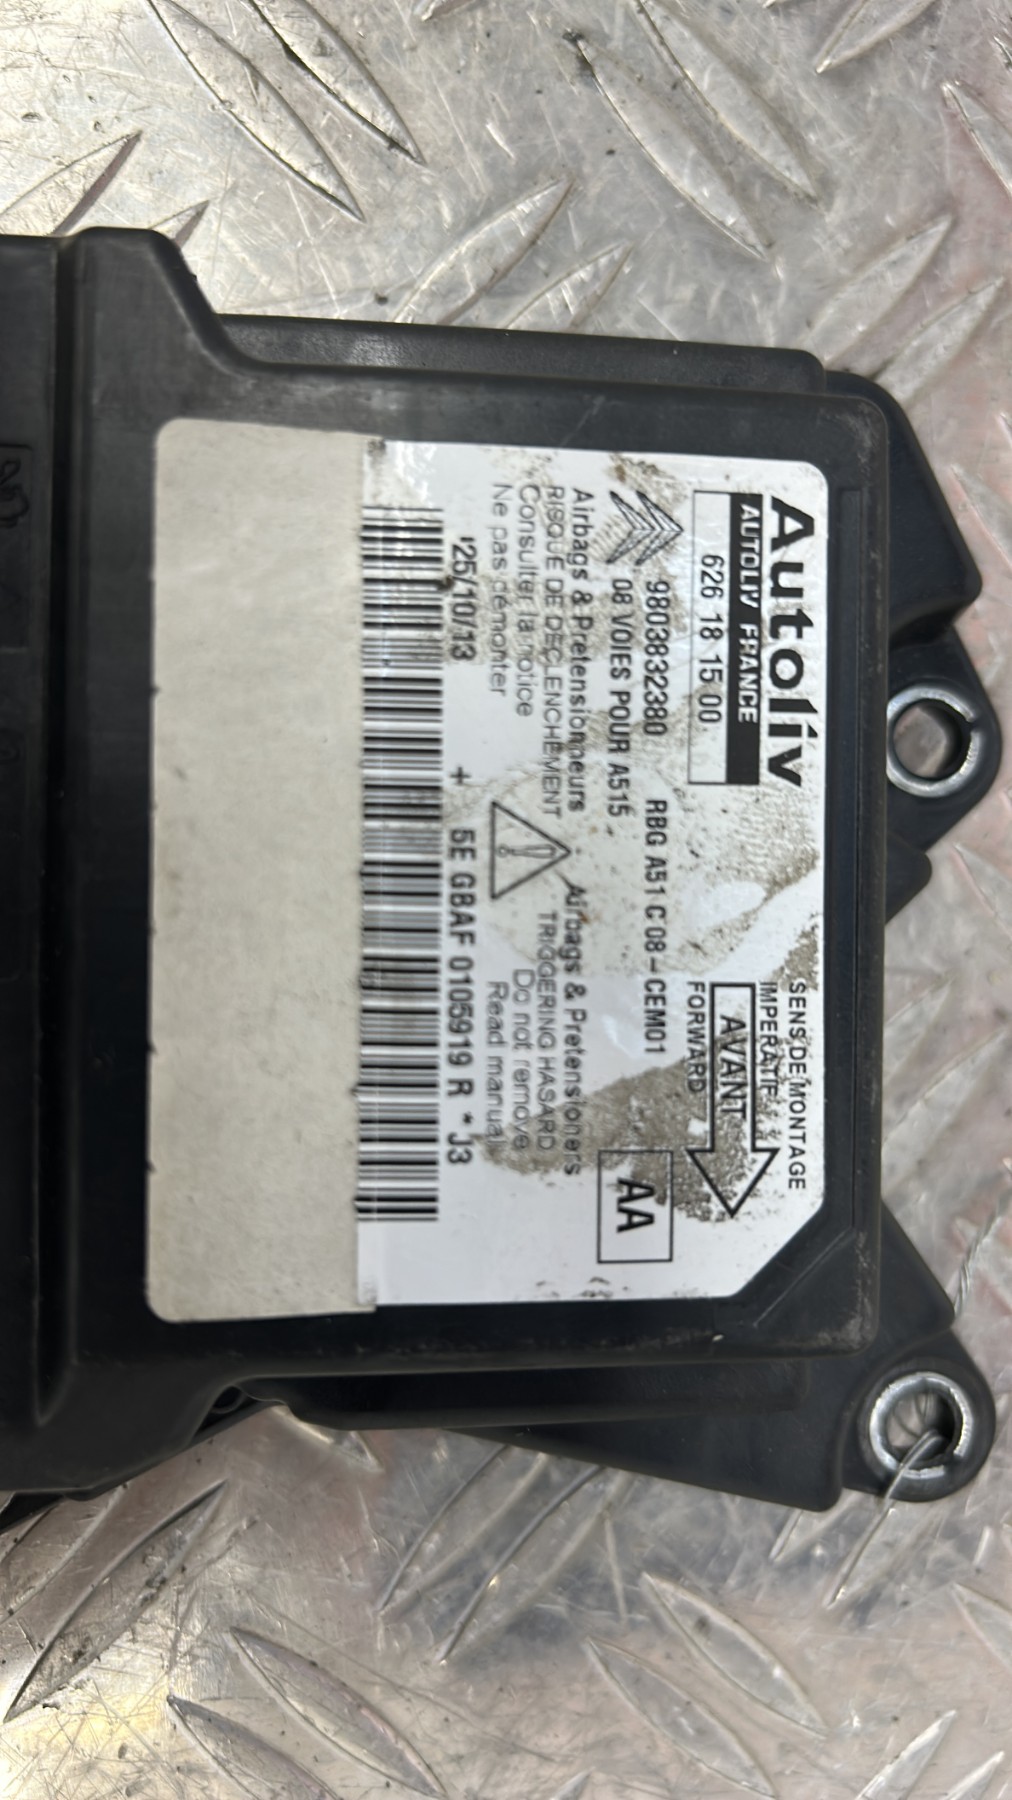 Autoliv
AUTOLIV FRANCE
626 18 15 00
SENS DE MONTAGE
IMPERATIF
AVANT
FORWARD
9803832380 RBG A51 C 08-CEM01
08 VOIES POUR A515
AA
Airbags & Pretensionneurs
RISQUE DE DECLENCHEMENT
Consulter la notice
Ne pas démonter
Airbags & Pretensioners
TRIGGERING HASARD
Do not remove
Read manual
'25/10/13 + 5E G8AF 0105919 R * J3